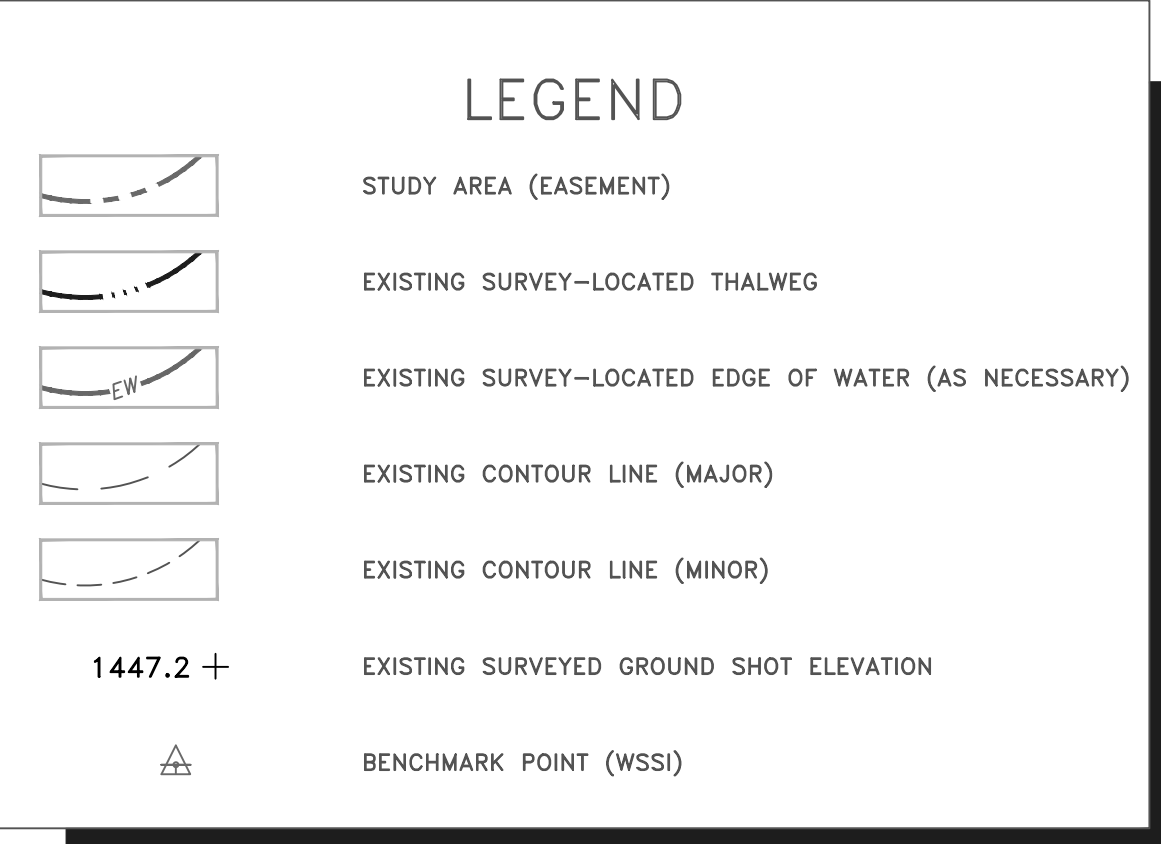 LEGEND
STUDY AREA (EASEMENT)
EXISTING SURVEY–LOCATED THALWEG
EW EXISTING SURVEY–LOCATED EDGE OF WATER (AS NECESSARY)
EXISTING CONTOUR LINE (MAJOR)
EXISTING CONTOUR LINE (MINOR)
1447.2 + EXISTING SURVEYED GROUND SHOT ELEVATION
BENCHMARK POINT (WSSI)